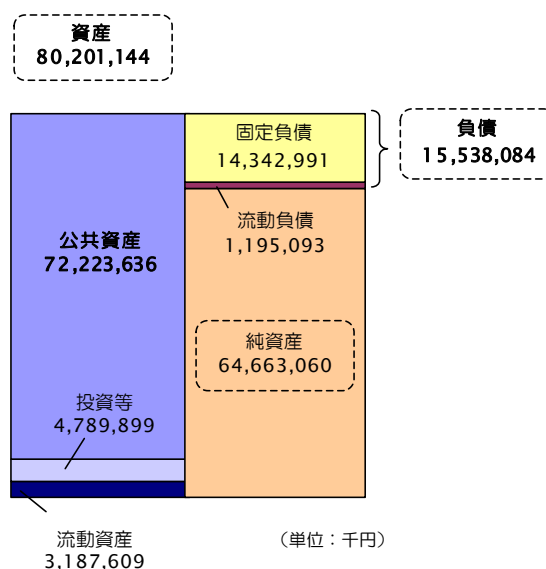 資産
80,201,144
固定負債
14,342,991
負債
15,538,084
流動負債
1,195,093
公共資産
72,223,636
純資産
64,663,060
投資等
4,789,899
流動資産
3,187,609
（単位：千円）